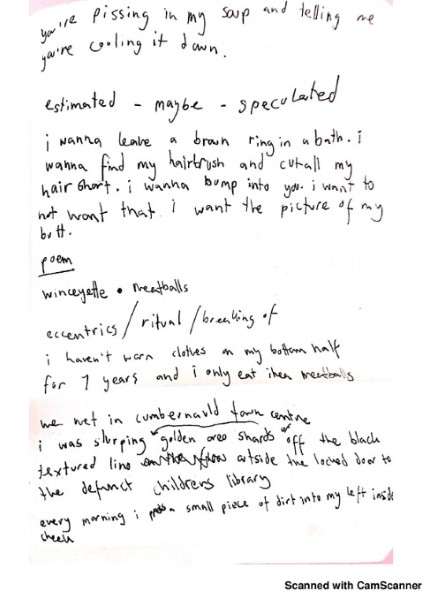 you're pissing in my soup and telling me
you're cooling it down.
estimated - maybe - speculated
i wanna leave a brown ring in a bath. i
wanna find my hairbrush and cut all my
hair short. i wanna bump into you. i want to
not want that. i want the picture of my
butt.
poem
winceyette • meatballs
eccentrics / ritual / breaking of
i haven't worn clothes on my bottom half
for 7 years and i only eat ikea meatballs
we met in cumbernauld town centre
i was slurping golden oreo shards off the black
textured lino outside the locked door to
the defunct childrens library
every morning i a small piece of dirt into my left inside
cheek
Scanned with CamScanner